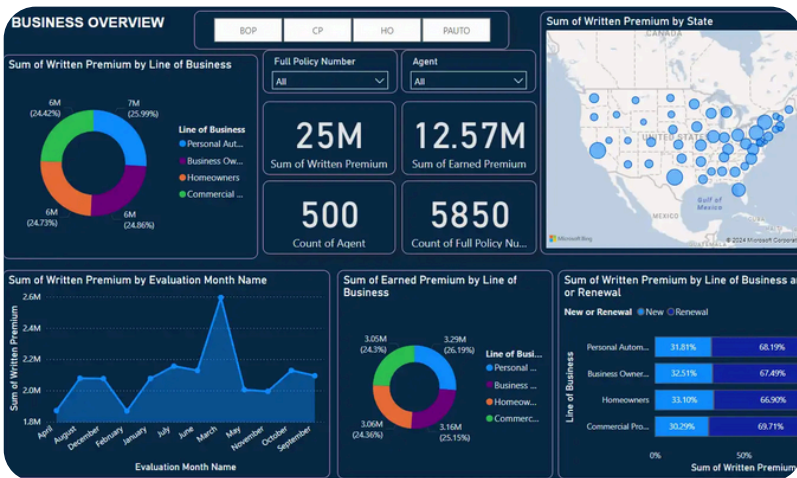 BUSINESS OVERVIEW
BOP
CP
HO
PAUTO
Sum of Written Premium by Line of Business
7M
(25.99%)
6M
(24.42%)
6M
(24.73%)
6M
(24.86%)
Line of Business
Personal Aut...
Business Ow...
Homeowners
Commercial ...
Full Policy Number
All
Agent
All
25M
Sum of Written Premium
12.57M
Sum of Earned Premium
500
Count of Agent
5850
Count of Full Policy Nu...
Sum of Written Premium by State
CANADA
UNITED STATES
Gulf of
Mexico
MEXICO
GUATEMALA
Microsoft Bing
© 2024 Microsoft Corporat
Sum of Written Premium by Evaluation Month Name
Sum of Written Premium
2.6M
2.4M
2.2M
2.0M
1.8M
April
August
December
February
January
July
June
March
May
November
October
September
Evaluation Month Name
Sum of Earned Premium by Line of
Business
3.05M
(24.3%)
3.29M
(26.19%)
3.06M
(24.36%)
3.16M
(25.15%)
Line of Busi...
Personal ...
Business ...
Homeow...
Commerc...
Sum of Written Premium by Line of Business a
or Renewal
New or Renewal
New
Renewal
Line of Business
Personal Autom...
31.81%
68.19%
Business Owner...
32.51%
67.49%
Homeowners
33.10%
66.90%
Commercial Pro...
30.29%
69.71%
0%
50%
Sum of Written Premium